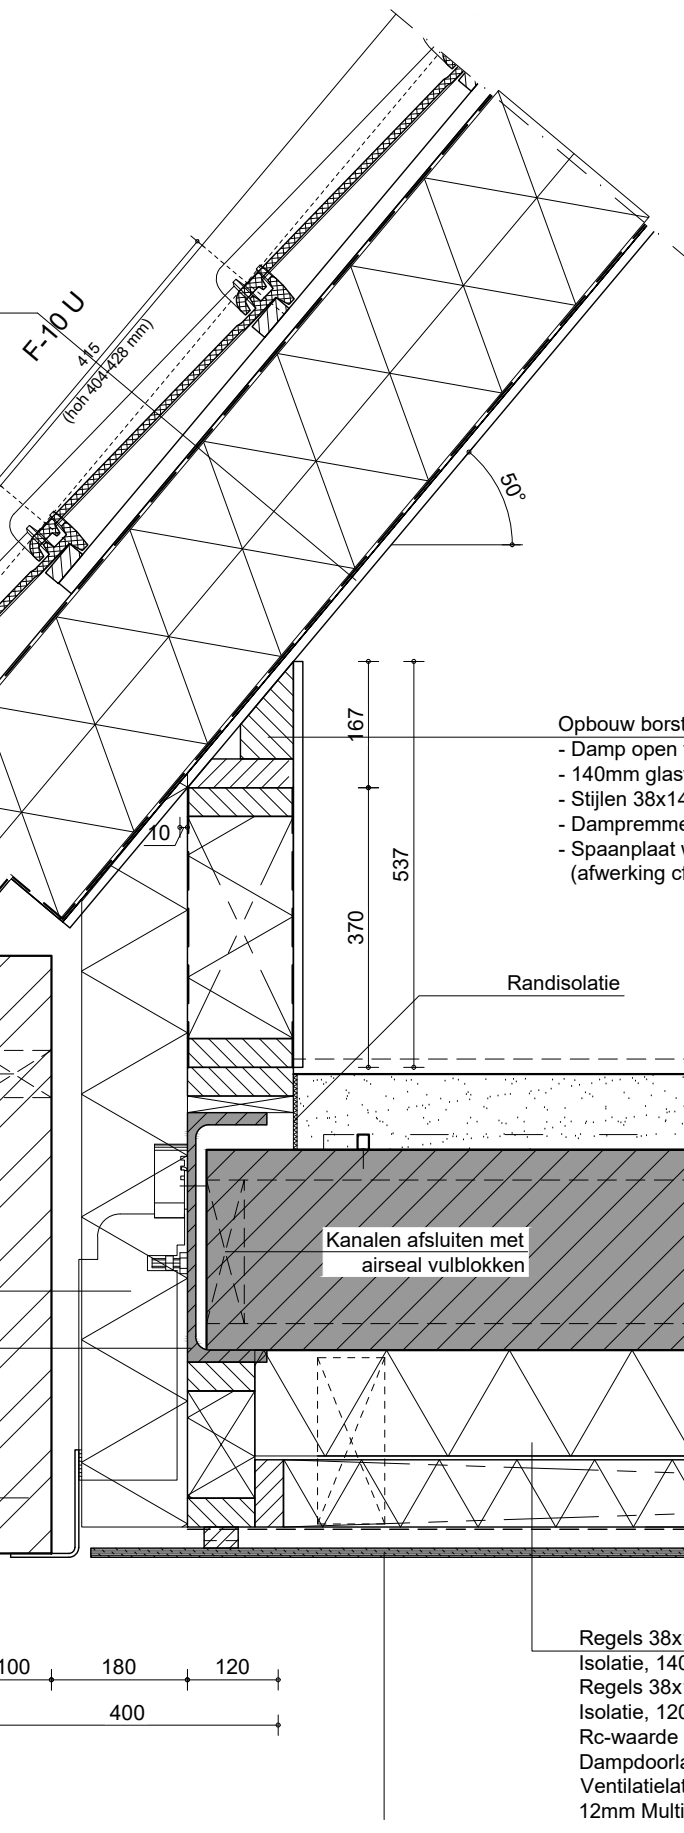 F-10 U
415
(hoh 404-428 mm)
50°
167
Opbouw borst
- Damp open
- 140mm glas
- Stijlen 38x14
- Dampremme
- Spaanplaat
(afwerking cf
10
537
370
Randisolatie
Kanalen afsluiten met
airseal vulblokken
Regels 38x
Isolatie, 140
Regels 38x
Isolatie, 120
Rc-waarde
Dampdoorla
Ventilatielat
12mm Multi
100 180 120
400